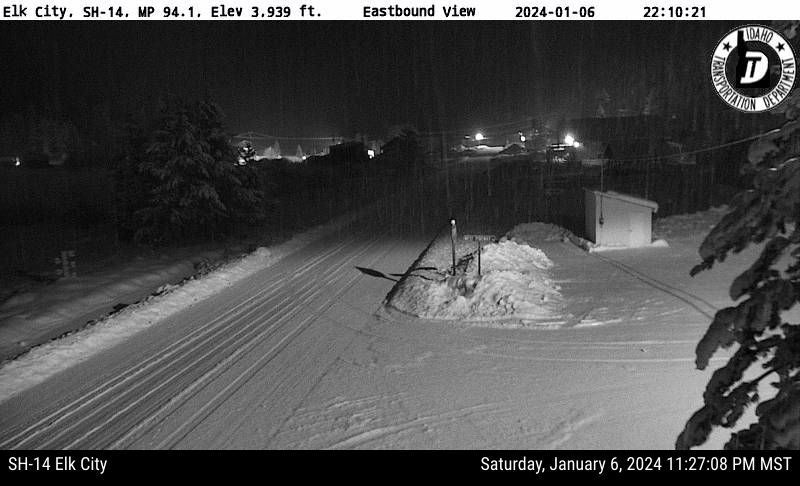 Elk City, SH-14, MP 94.1, Elev 3,939 ft. Eastbound View 2024-01-06 22:10:21
IDAHO
TRANSPORTATION DEPARTMENT
SH-14 Elk City Saturday, January 6, 2024 11:27:08 PM MST